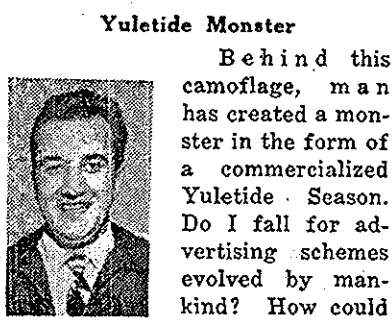 Yuletide Monster
Behind this
camoflage, man
has created a mon-
ster in the form of
a commercialized
Yuletide Season.
Do I fall for ad-
vertising schemes
evolved by man-
kind? How could